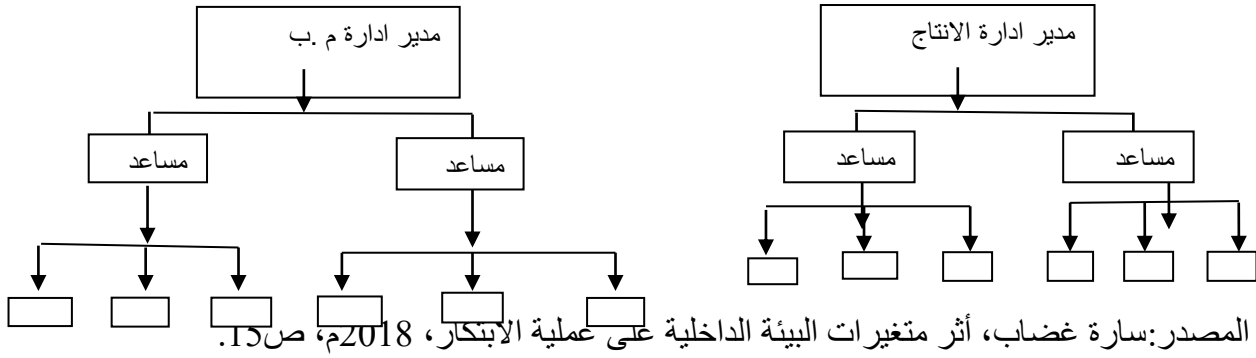 مدير ادارة الانتاج
مدير ادارة م .ب
مساعد
مساعد
مساعد
مساعد
المصدر:سارة غضاب، أثر متغيرات البيئة الداخلية على عملية الابتكار، 2018م، ص15.